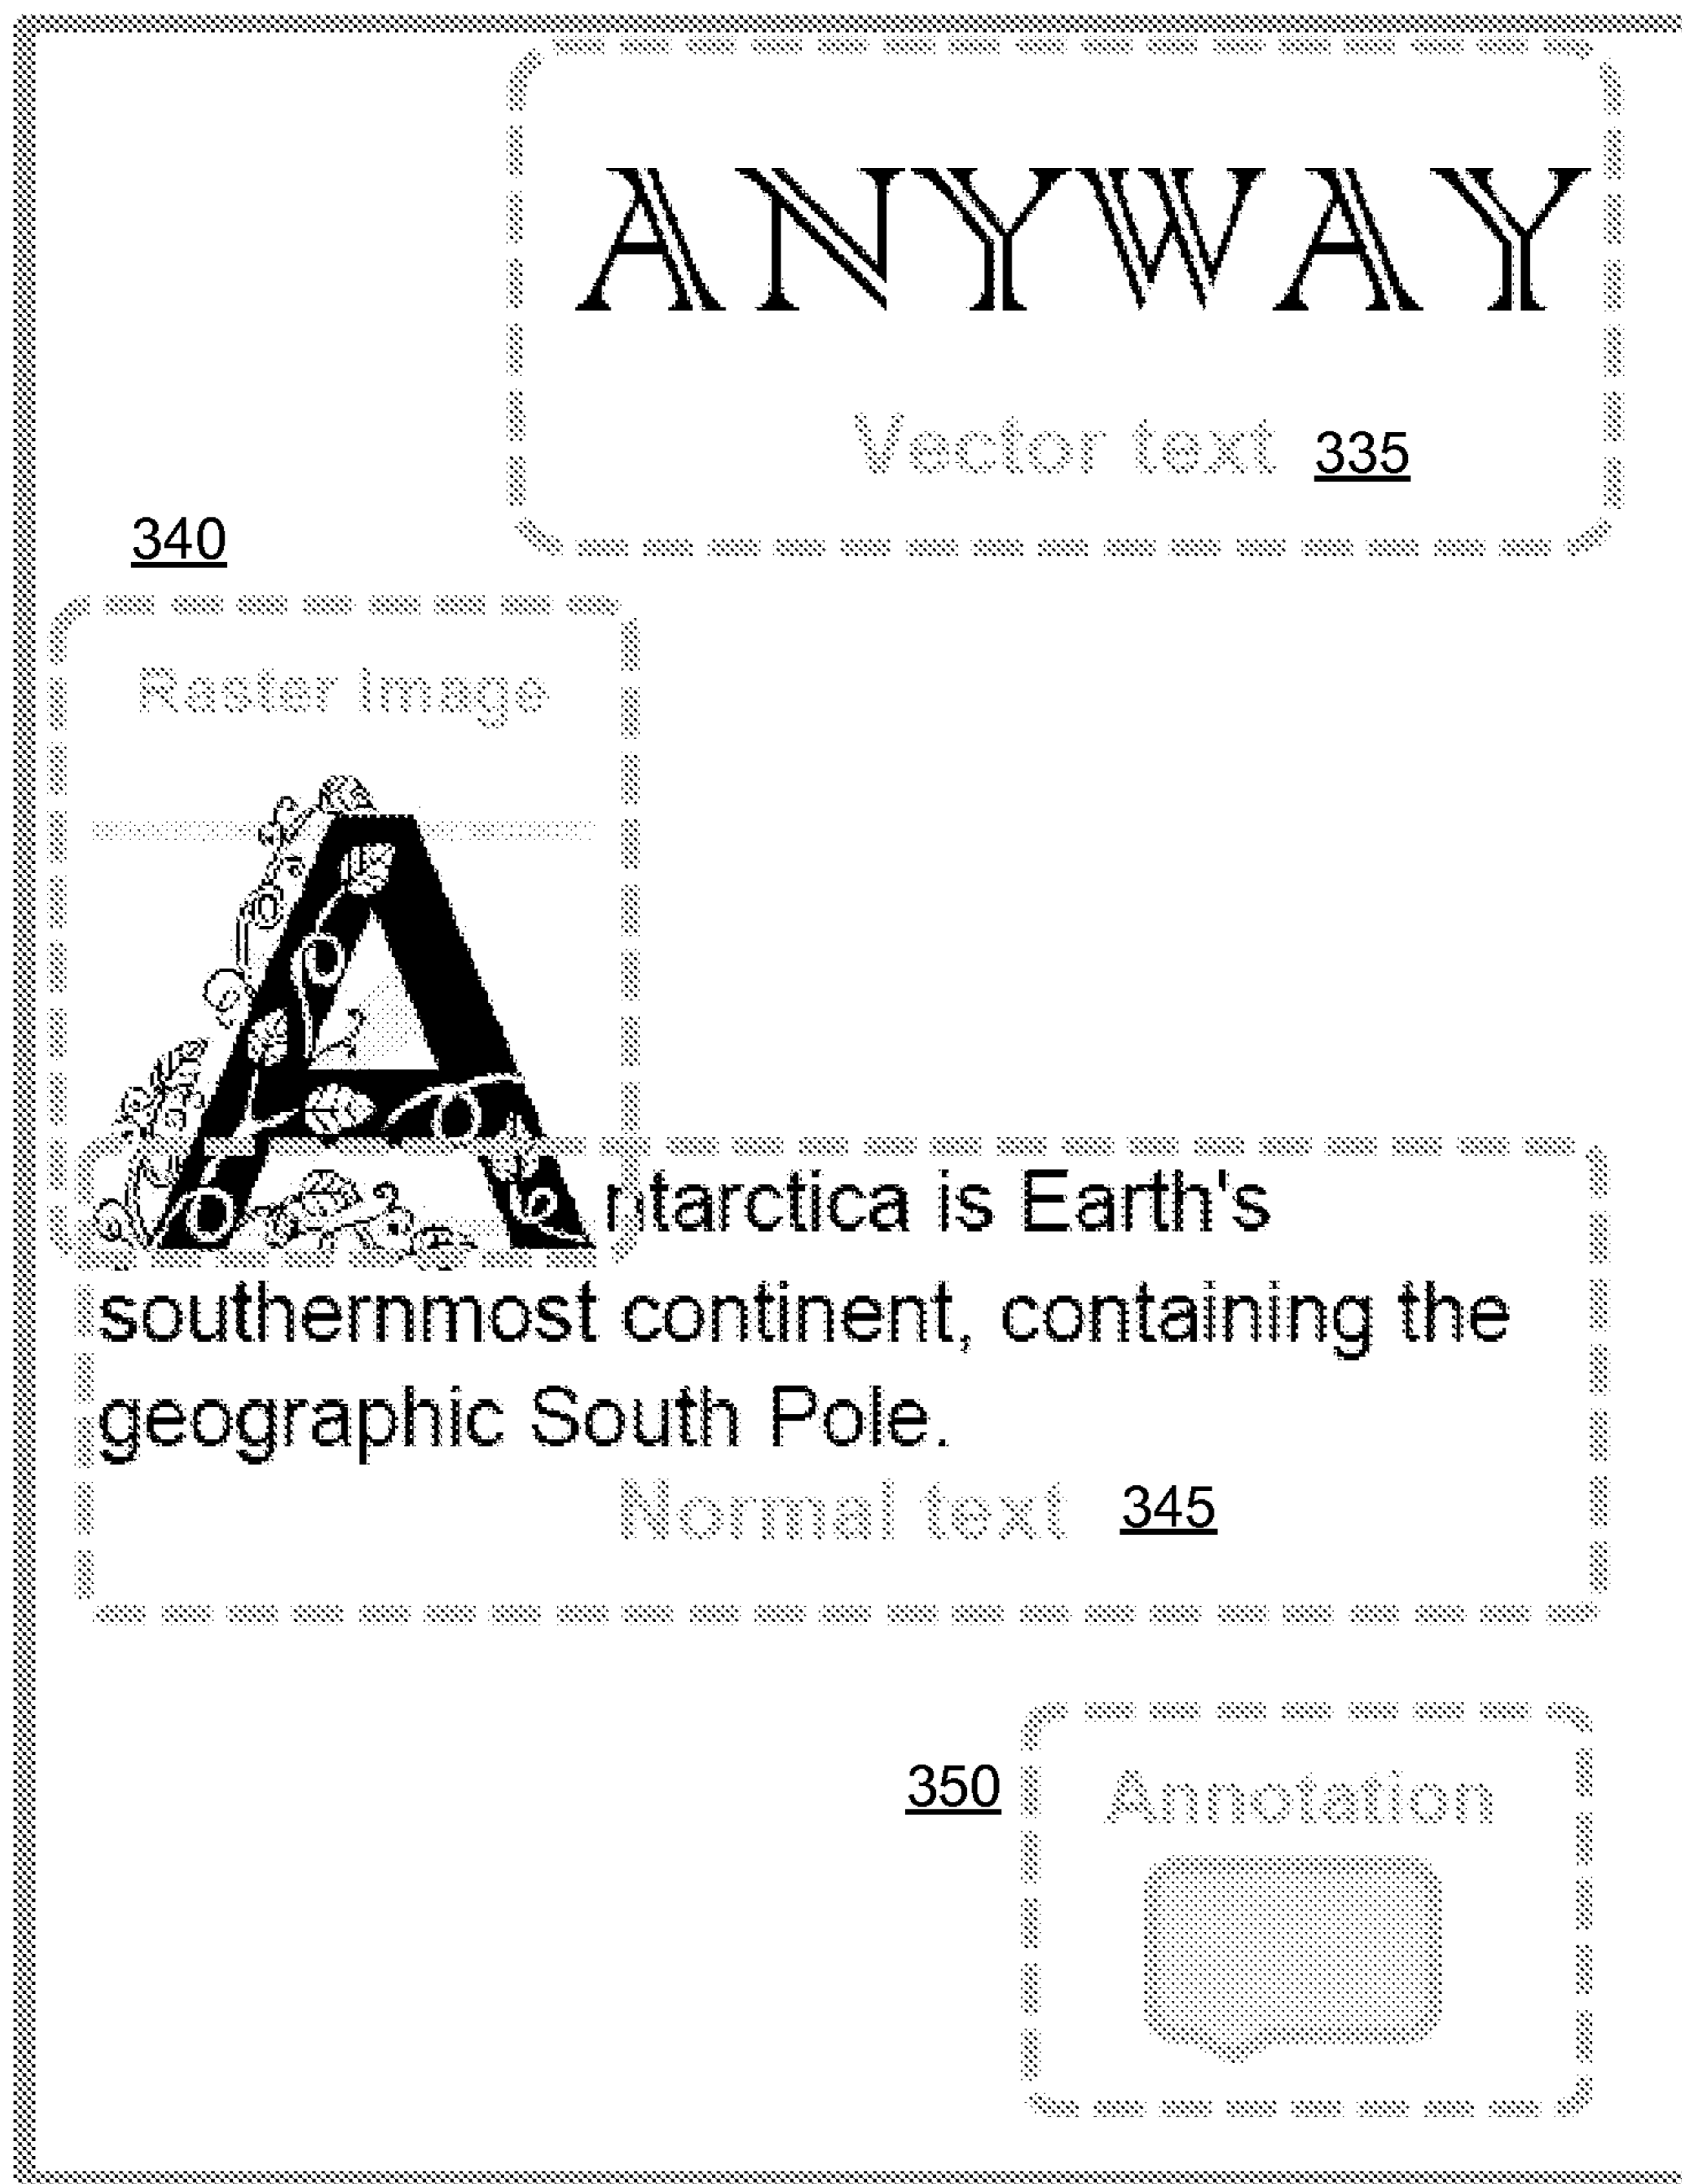 ANYWAY
Vector text 335
340
Raster Image
Antarctica is Earth's
southernmost continent, containing the
geographic South Pole.
Normal text 345
350
Annotation